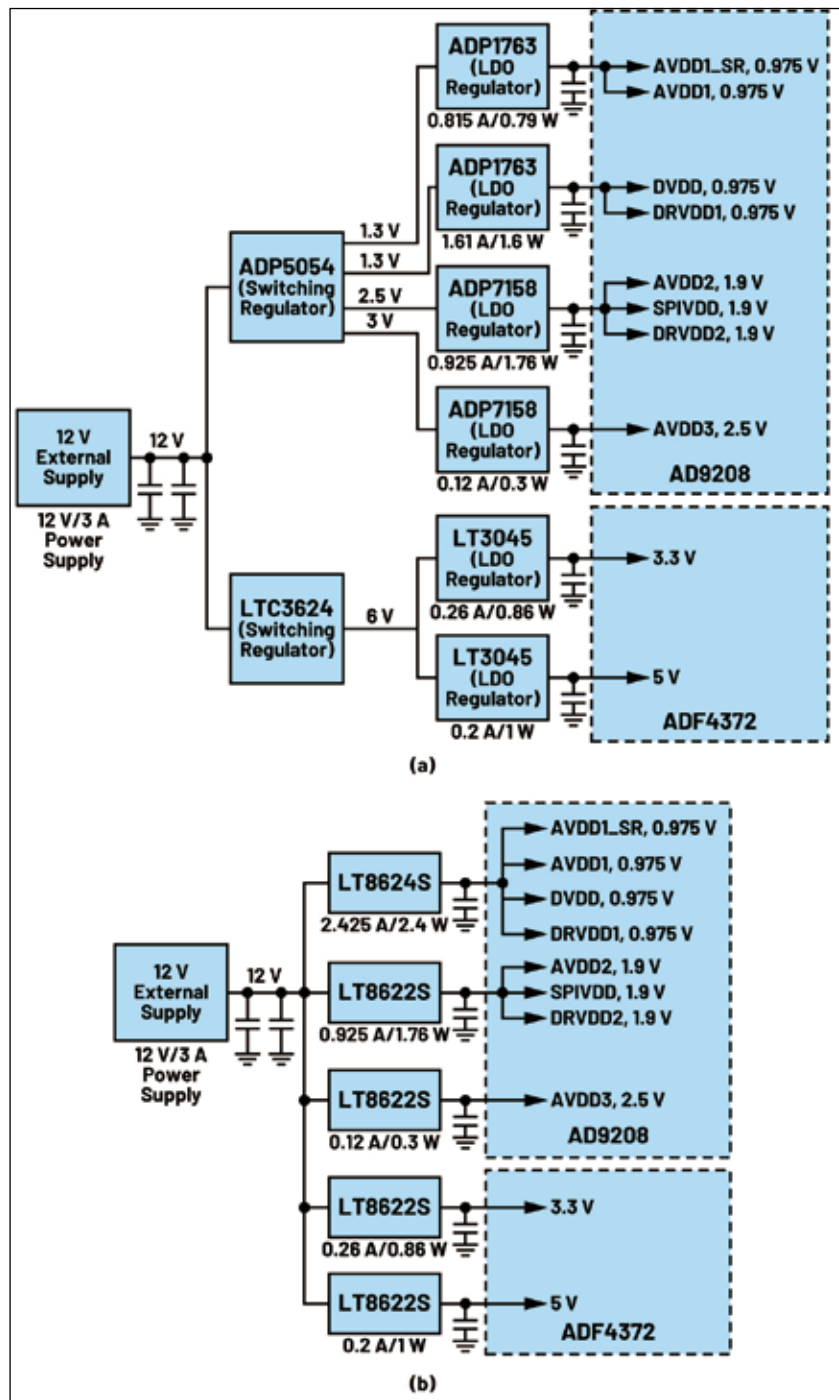 ADP1763
(LDO
Regulator)
0.815 A/0.79 W
AVDD1_SR, 0.975 V
AVDD1, 0.975 V
ADP1763
(LDO
Regulator)
1.61 A/1.6 W
DVDD, 0.975 V
DRVDD1, 0.975 V
1.3 V
1.3 V
2.5 V
3 V
ADP5054
(Switching
Regulator)
ADP7158
(LDO
Regulator)
0.925 A/1.76 W
AVDD2, 1.9 V
SPIVDD, 1.9 V
DRVDD2, 1.9 V
ADP7158
(LDO
Regulator)
0.12 A/0.3 W
AVDD3, 2.5 V
AD9208
12 V
External
Supply
12 V
12 V/3 A
Power
Supply
LT3045
(LDO
Regulator)
0.26 A/0.86 W
3.3 V
LTC3624
(Switching
Regulator)
6 V
LT3045
(LDO
Regulator)
0.2 A/1 W
5 V
ADF4372
(a)
LT8624S
2.425 A/2.4 W
AVDD1_SR, 0.975 V
AVDD1, 0.975 V
DVDD, 0.975 V
DRVDD1, 0.975 V
12 V
External
Supply
12 V
12 V/3 A
Power
Supply
LT8622S
0.925 A/1.76 W
AVDD2, 1.9 V
SPIVDD, 1.9 V
DRVDD2, 1.9 V
LT8622S
0.12 A/0.3 W
AVDD3, 2.5 V
AD9208
LT8622S
0.26 A/0.86 W
3.3 V
LT8622S
0.2 A/1 W
5 V
ADF4372
(b)